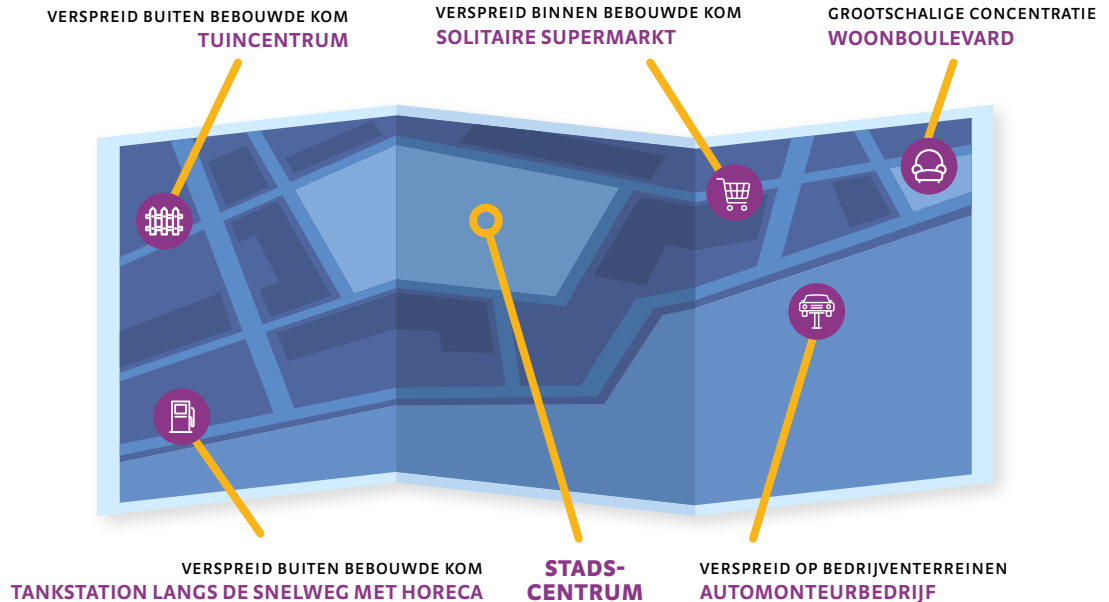 VERSPREID BUITEN BEBOUWDE KOM
TUINCENTRUM
VERSPREID BINNEN BEBOUWDE KOM
SOLITAIRE SUPERMARKT
GROOTSCHALIGE CONCENTRATIE
WOONBOULEVARD
VERSPREID BUITEN BEBOUWDE KOM
TANKSTATION LANGS DE SNELWEG MET HORECA
STADS-
CENTRUM
VERSPREID OP BEDRIJVENTERREINEN
AUTOMONTEURBEDRIJF